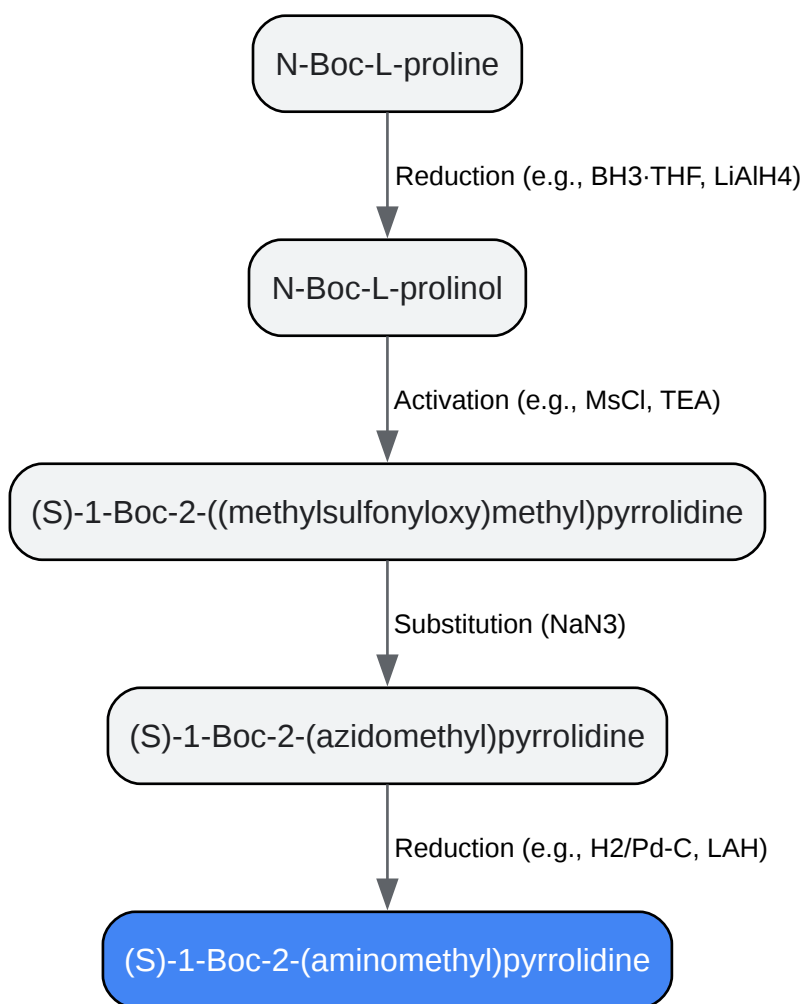 N-Boc-L-proline
Reduction (e.g., BH3·THF, LiAlH4)
N-Boc-L-prolinol
Activation (e.g., MsCl, TEA)
(S)-1-Boc-2-((methylsulfonyloxy)methyl)pyrrolidine
Substitution (NaN3)
(S)-1-Boc-2-(azidomethyl)pyrrolidine
Reduction (e.g., H2/Pd-C, LAH)
(S)-1-Boc-2-(aminomethyl)pyrrolidine